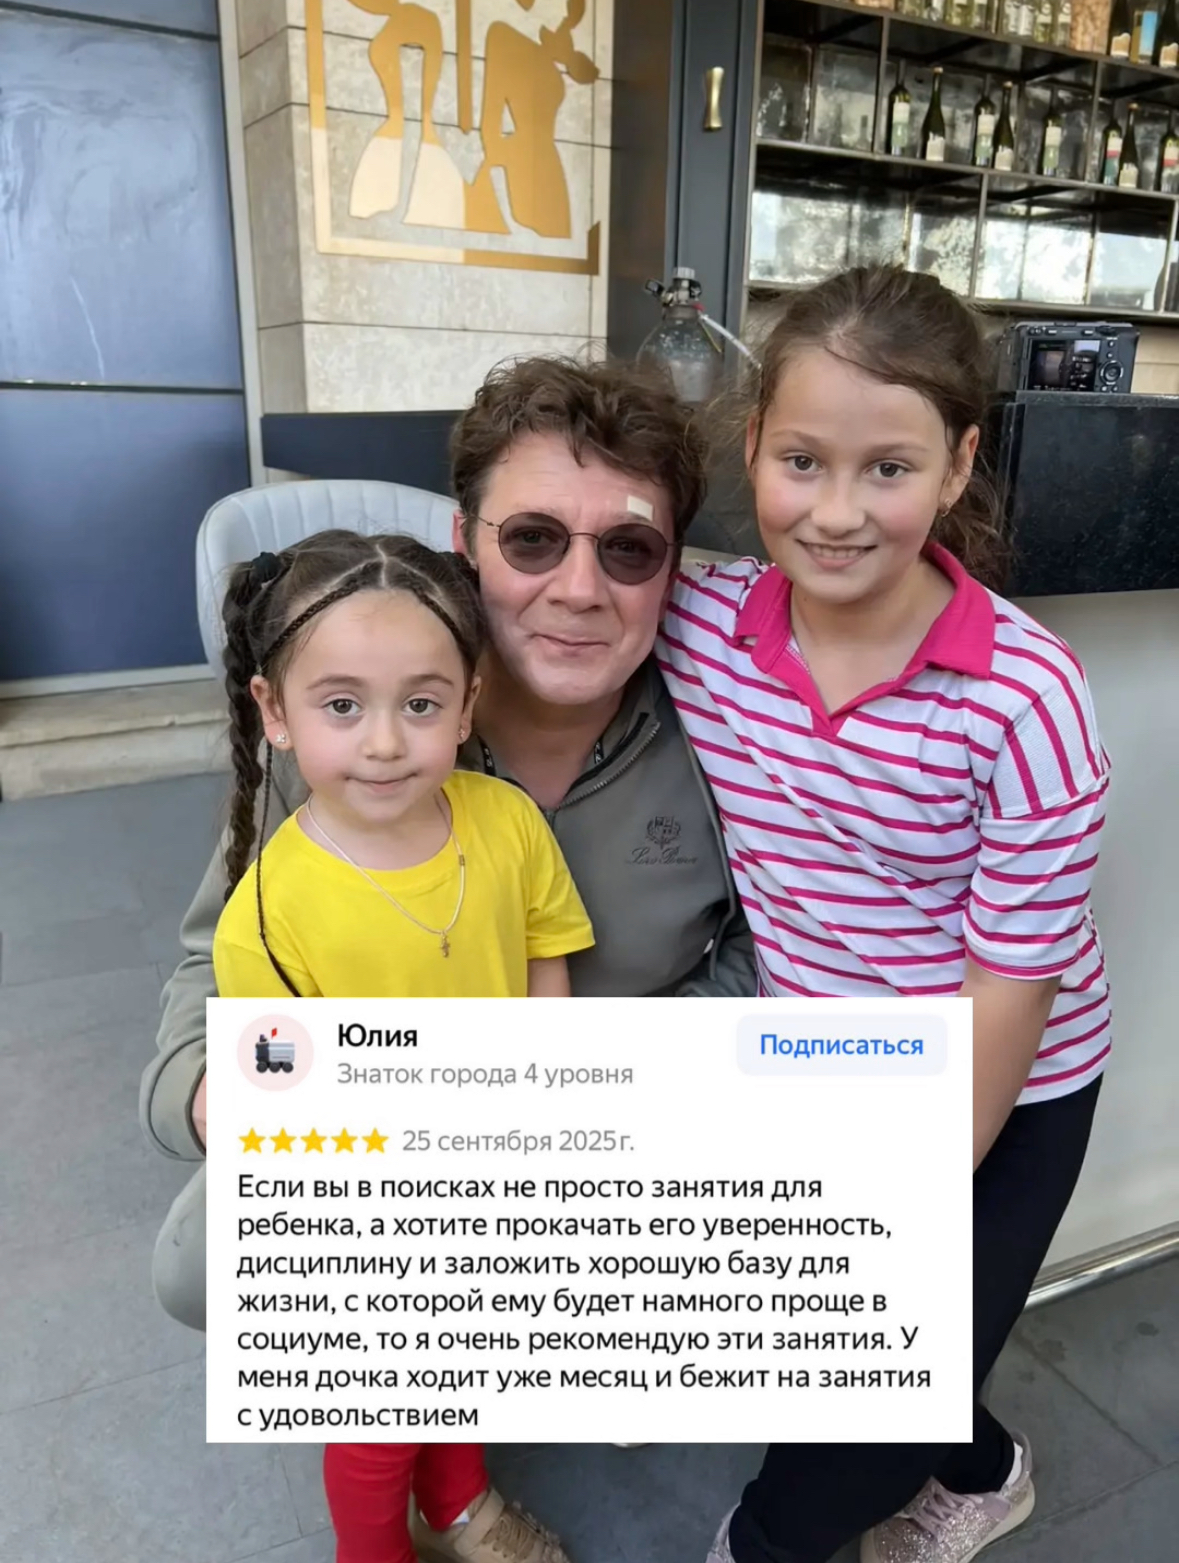 Юлия
Подписаться
Знаток города 4 уровня
25 сентября 2025 г.
Если вы в поисках не просто занятия для
ребенка, а хотите прокачать его уверенность,
дисциплину и заложить хорошую базу для
жизни, с которой ему будет намного проще в
социуме, то я очень рекомендую эти занятия. У
меня дочка ходит уже месяц и бежит на занятия
с удовольствием